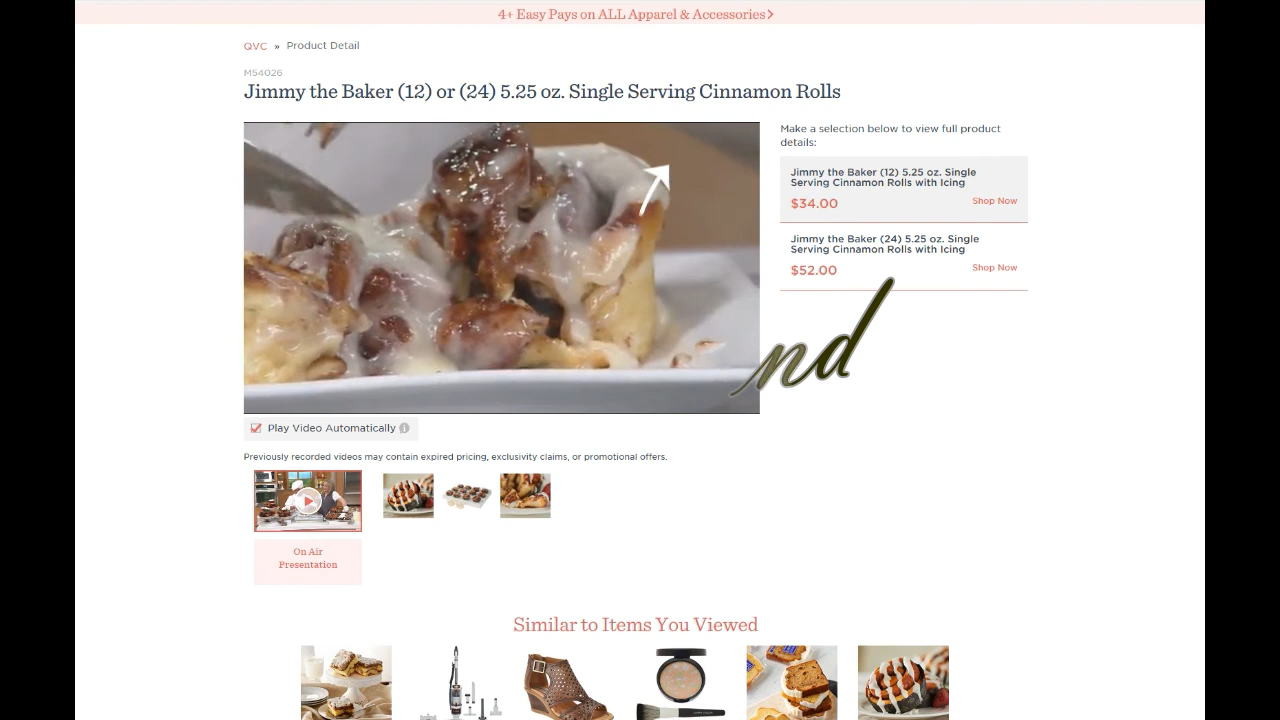 4+ Easy Pays on ALL Apparel & Accessories
QVC » Product Detail
M54026
Jimmy the Baker (12) or (24) 5.25 oz. Single Serving Cinnamon Rolls
Make a selection below to view full product
details:
Jimmy the Baker (12) 5.25 oz. Single
Serving Cinnamon Rolls with Icing
$34.00 Shop Now
Jimmy the Baker (24) 5.25 oz. Single
Serving Cinnamon Rolls with Icing
$52.00 Shop Now
nd
Play Video Automatically
Previously recorded videos may contain expired pricing, exclusivity claims, or promotional offers.
On Air
Presentation
Similar to Items You Viewed